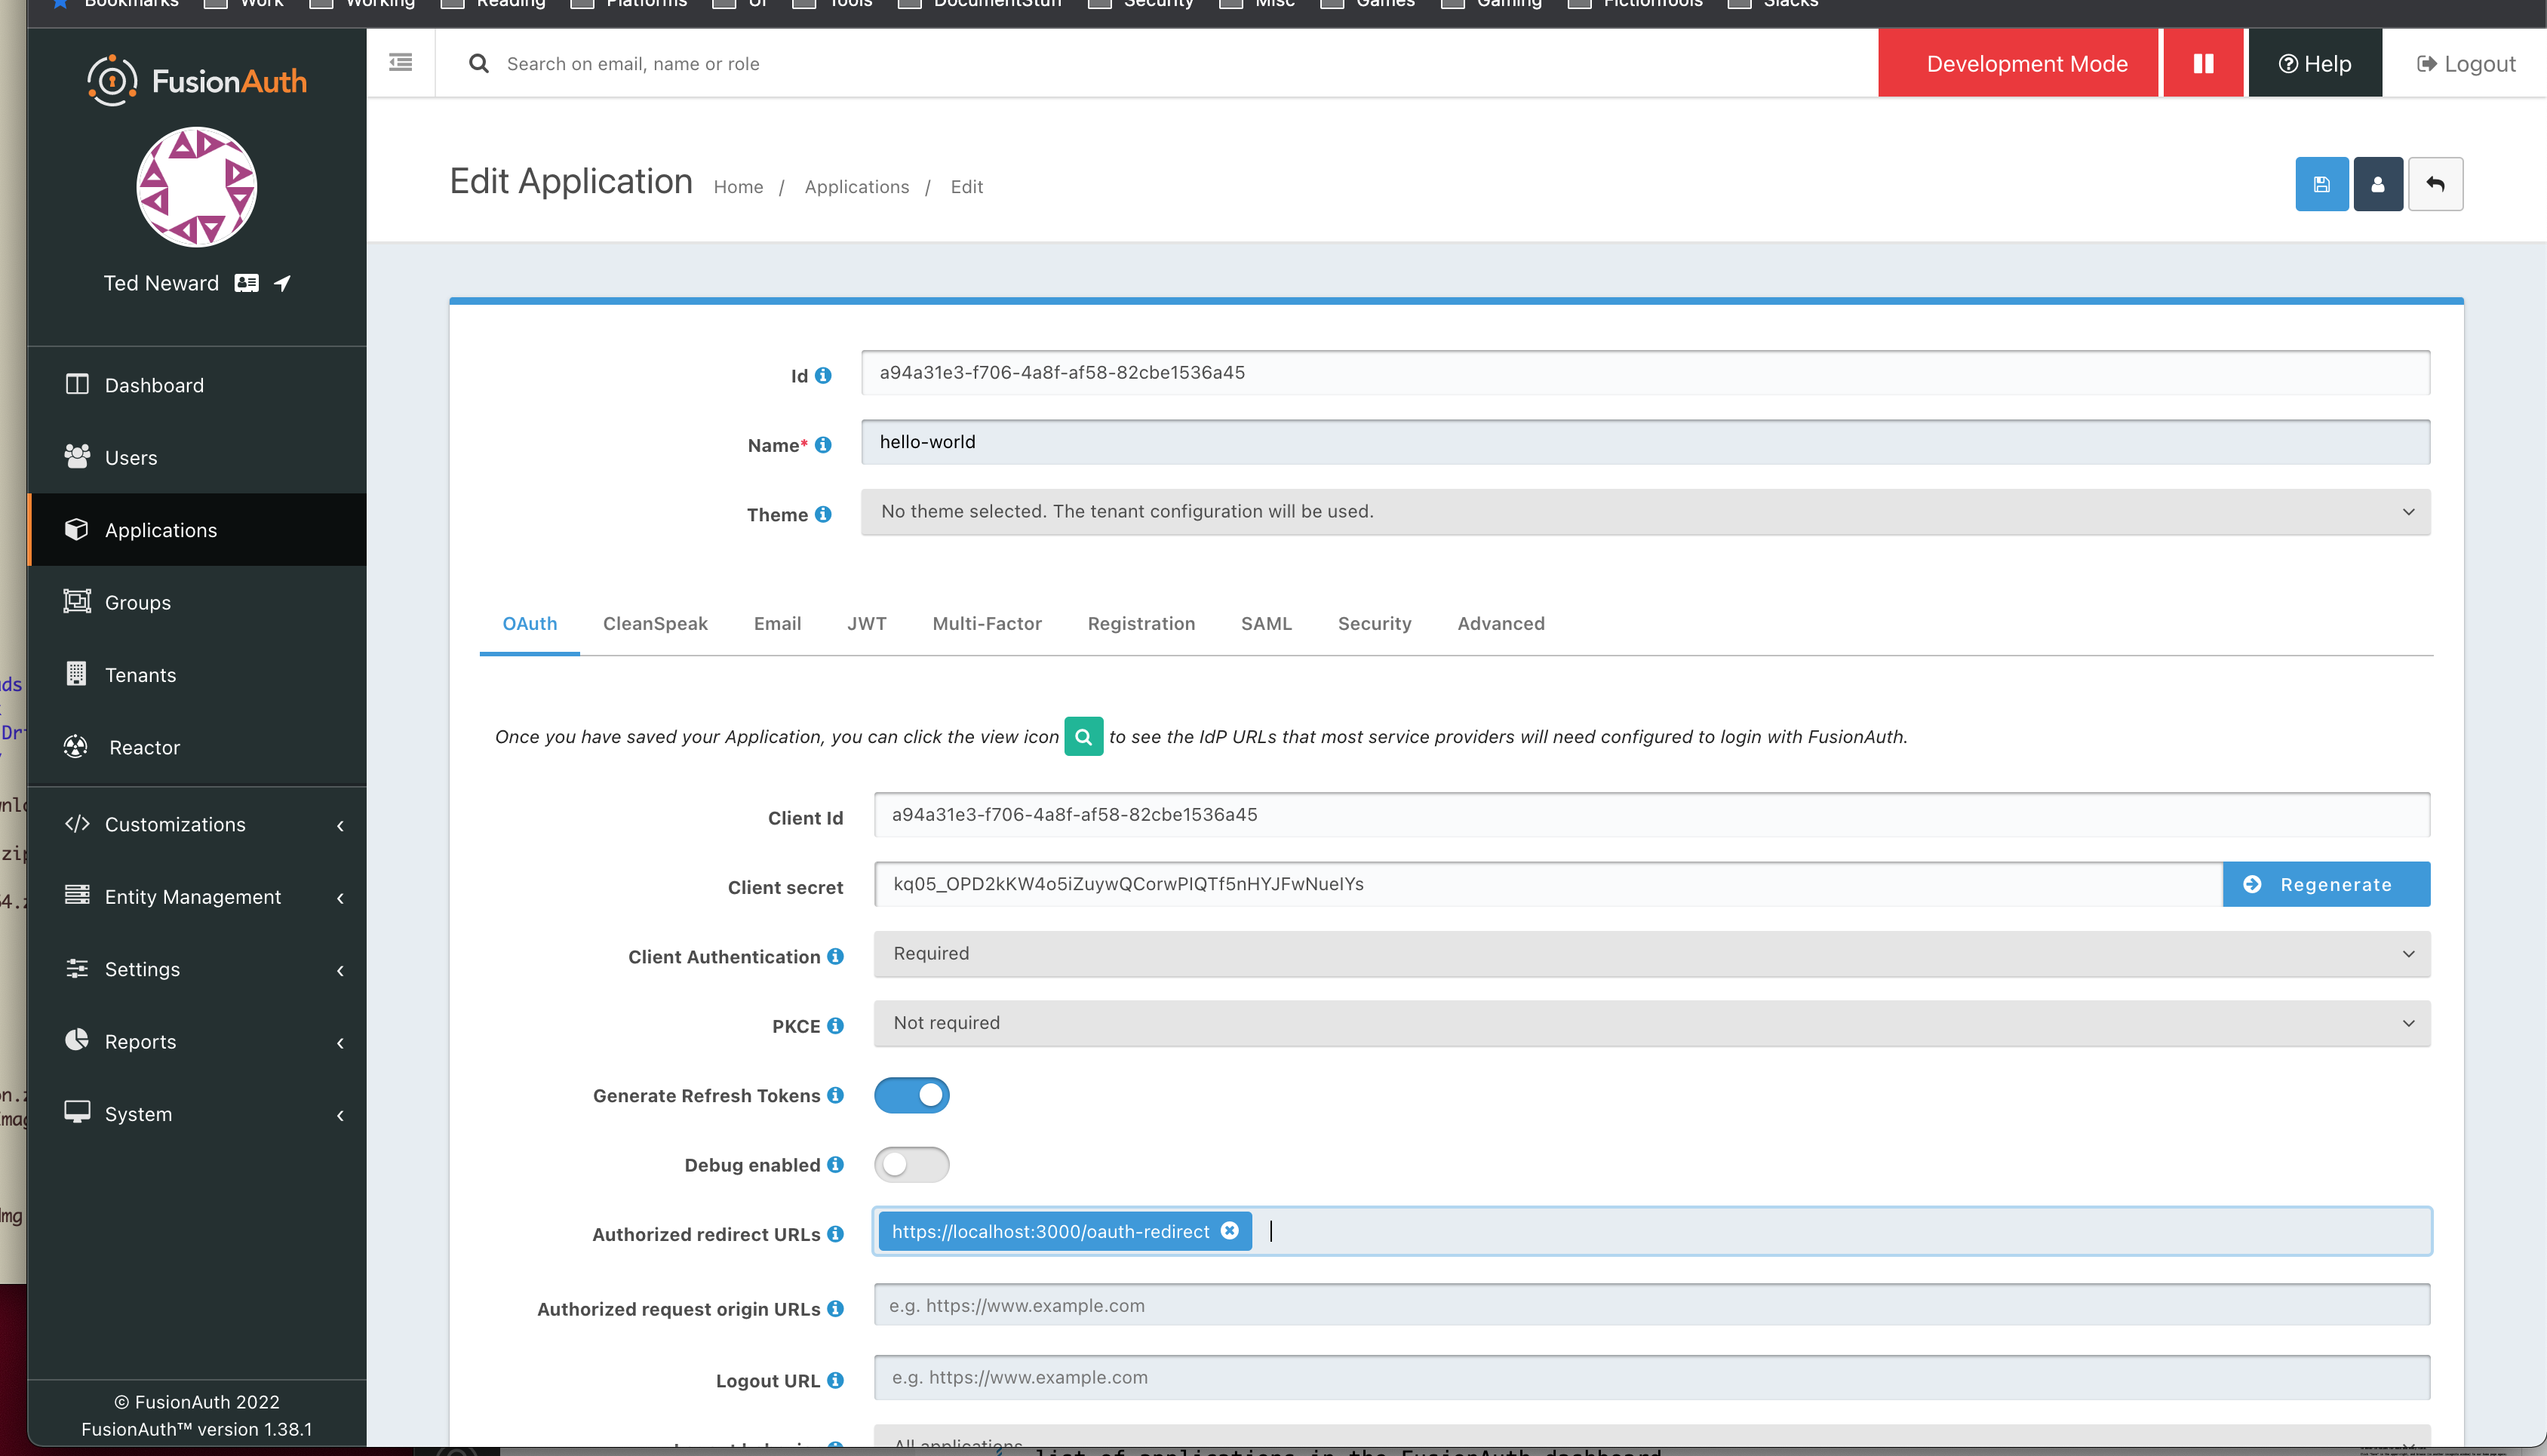 Bookmarks Work Working Reading Platforms UI Tools DocumentStuff Security Misc Games Gaming FictionTools Slacks
FusionAuth
Search on email, name or role
Development Mode
Help
Logout
Edit Application
Home / Applications / Edit
Ted Neward
Dashboard
Users
Applications
Groups
Tenants
Reactor
Customizations
Entity Management
Settings
Reports
System
© FusionAuth 2022
FusionAuth™ version 1.38.1
Id a94a31e3-f706-4a8f-af58-82cbe1536a45
Name* hello-world
Theme No theme selected. The tenant configuration will be used.
OAuth CleanSpeak Email JWT Multi-Factor Registration SAML Security Advanced
Once you have saved your Application, you can click the view icon to see the IdP URLs that most service providers will need configured to login with FusionAuth.
Client Id a94a31e3-f706-4a8f-af58-82cbe1536a45
Client secret kq05_OPD2kKW4o5iZuywQCorwPIQTf5nHYJFwNueIYs Regenerate
Client Authentication Required
PKCE Not required
Generate Refresh Tokens
Debug enabled
Authorized redirect URLs https://localhost:3000/oauth-redirect
Authorized request origin URLs e.g. https://www.example.com
Logout URL e.g. https://www.example.com
All applications
list of applications in the FusionAuth dashboard